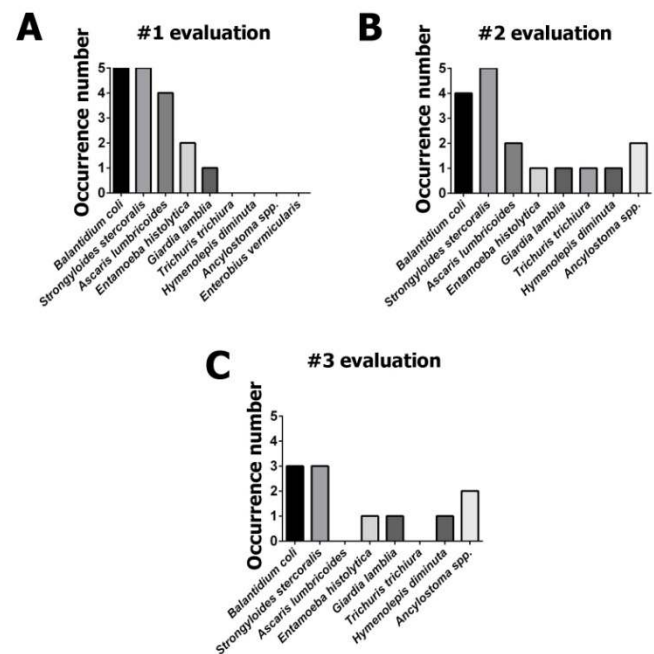 A
#1 evaluation
Occurrence number
5
4
3
2
1
0
Balantidium coli
Strongyloides stercoralis
Ascaris lumbricoides
Entamoeba histolytica
Giardia lamblia
Trichuris trichiura
Hymenolepis diminuta
Ancylostoma spp.
Enterobius vermicularis
B
#2 evaluation
Occurrence number
5
4
3
2
1
0
Balantidium coli
Strongyloides stercoralis
Ascaris lumbricoides
Entamoeba histolytica
Giardia lamblia
Trichuris trichiura
Hymenolepis diminuta
Ancylostoma spp.
C
#3 evaluation
Occurrence number
5
4
3
2
1
0
Balantidium coli
Strongyloides stercoralis
Ascaris lumbricoides
Entamoeba histolytica
Giardia lamblia
Trichuris trichiura
Hymenolepis diminuta
Ancylostoma spp.